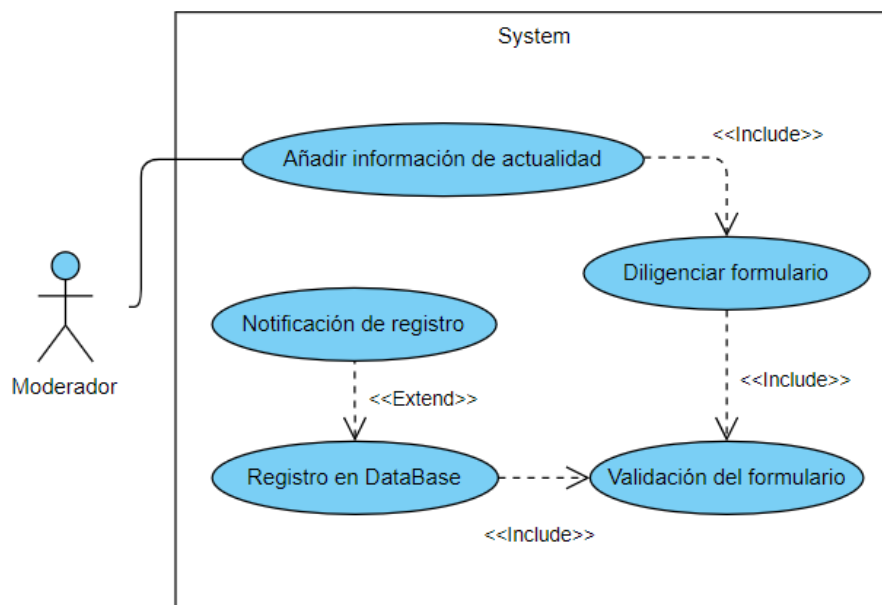 System
Añadir información de actualidad
<<Include>>
Diligenciar formulario
Notificación de registro
Moderador
<<Extend>>
<<Include>>
Registro en DataBase
Validación del formulario
<<Include>>